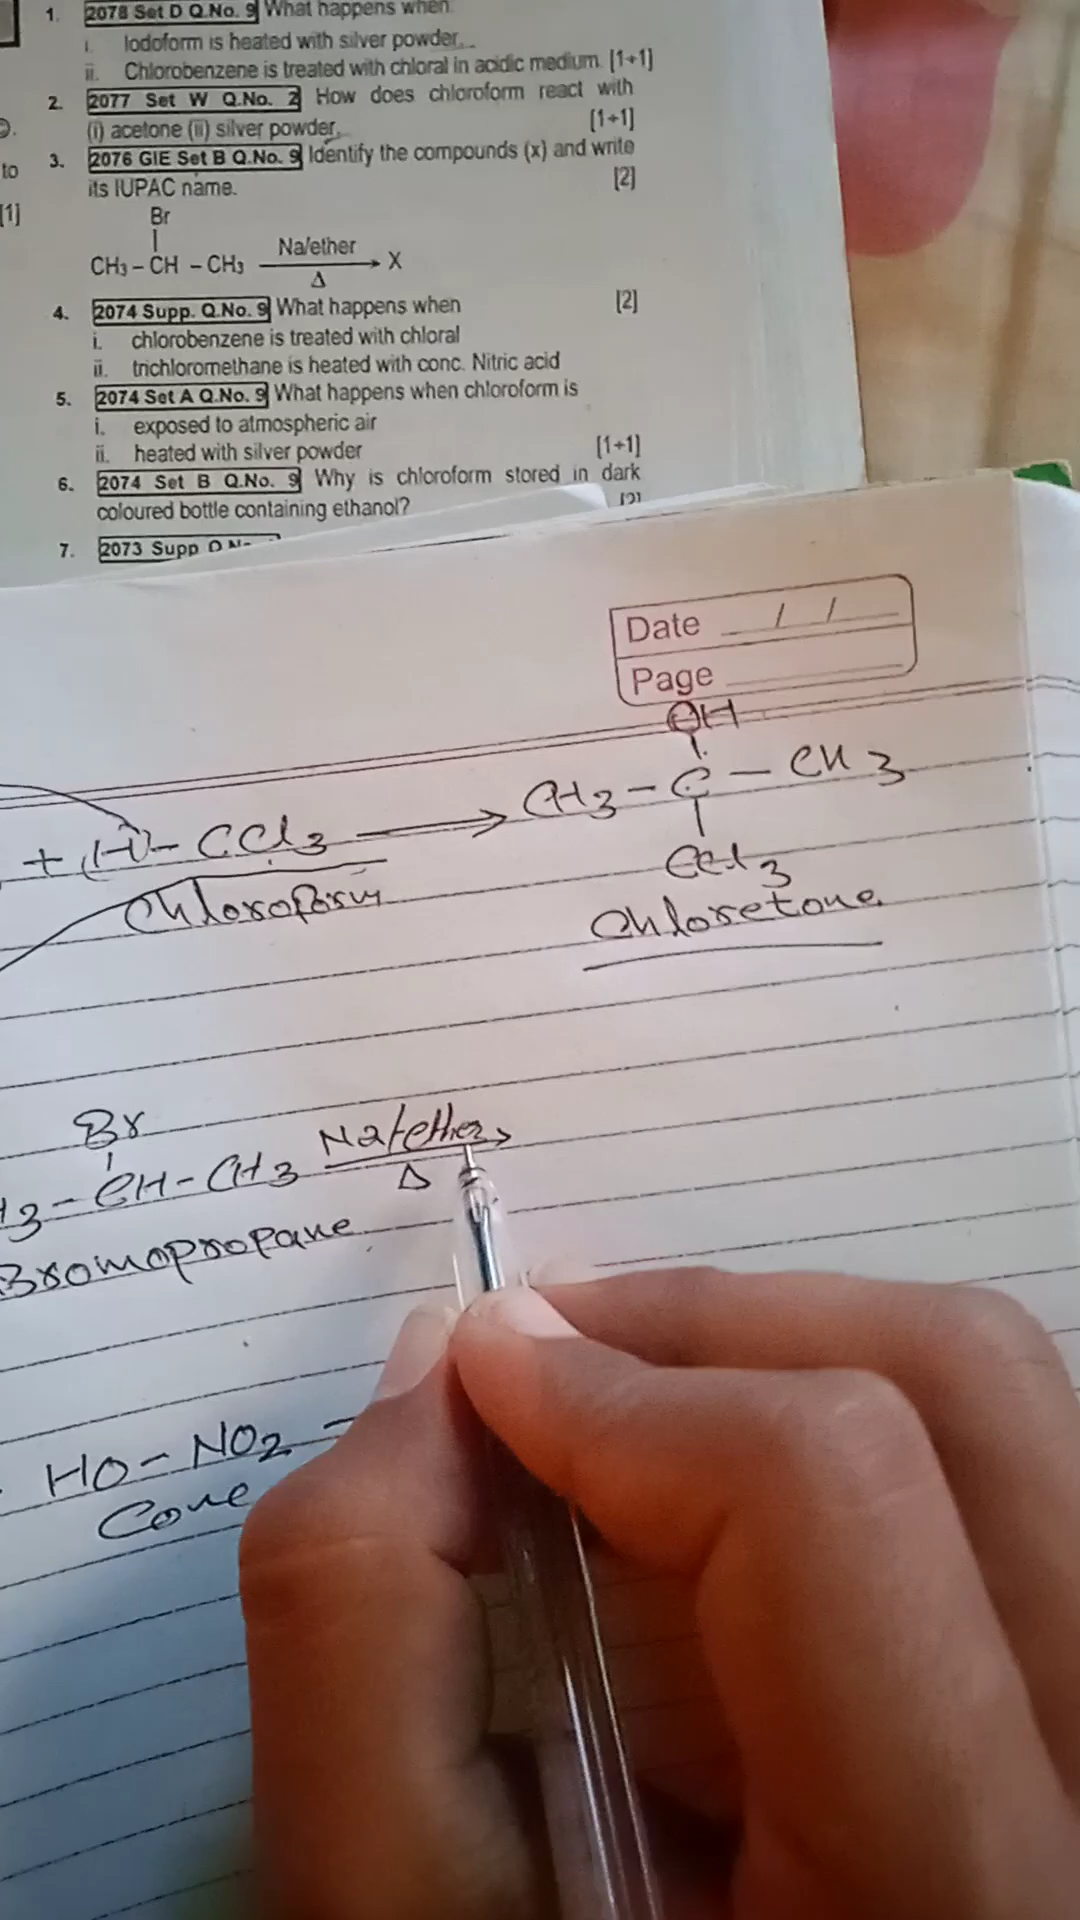 1. 2078 Set D Q.No. 9 What happens when
i. Iodoform is heated with silver powder.
ii. Chlorobenzene is treated with chloral in acidic medium. [1+1]
2. 2077 Set W Q.No. 2 How does chloroform react with
(i) acetone (ii) silver powder. [1+1]
to
3. 2076 GIE Set B Q.No. 9 Identify the compounds (x) and write
its IUPAC name. [2]
[1]
Br
CH3 – CH – CH3 Na/ether Δ → X
4. 2074 Supp. Q.No. 9 What happens when [2]
i. chlorobenzene is treated with chloral
ii. trichloromethane is heated with conc. Nitric acid
5. 2074 Set A Q.No. 9 What happens when chloroform is
i. exposed to atmospheric air
ii. heated with silver powder [1+1]
6. 2074 Set B Q.No. 9 Why is chloroform stored in dark
coloured bottle containing ethanol? [2]
7. 2073 Supp Q N
Date / /
Page
OH
+ H - CCl3 → CH3 - C - CH3
CCl3
Chloroform
Chloretone
Br
H3 - CH - CH3 Na/ether Δ →
Bromopropane
HO - NO2 -
Conc